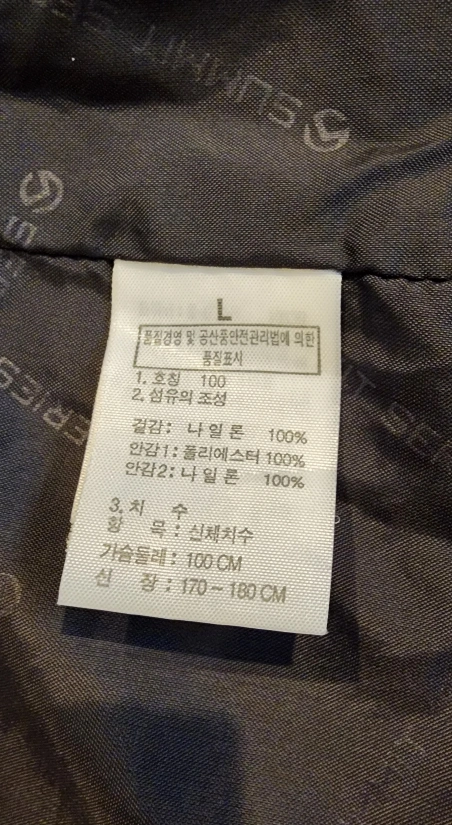 SUMMIT SE
L
품질경영 및 공산품안전관리법에 의한
품질표시
1. 호칭 100
2. 섬유의 조성
겉감: 나일론 100%
안감1: 폴리에스터 100%
안감2: 나일론 100%
3. 치 수
항 목 : 신체치수
가슴둘레 : 100 CM
신 장 : 170 ~ 180 CM
ERIES